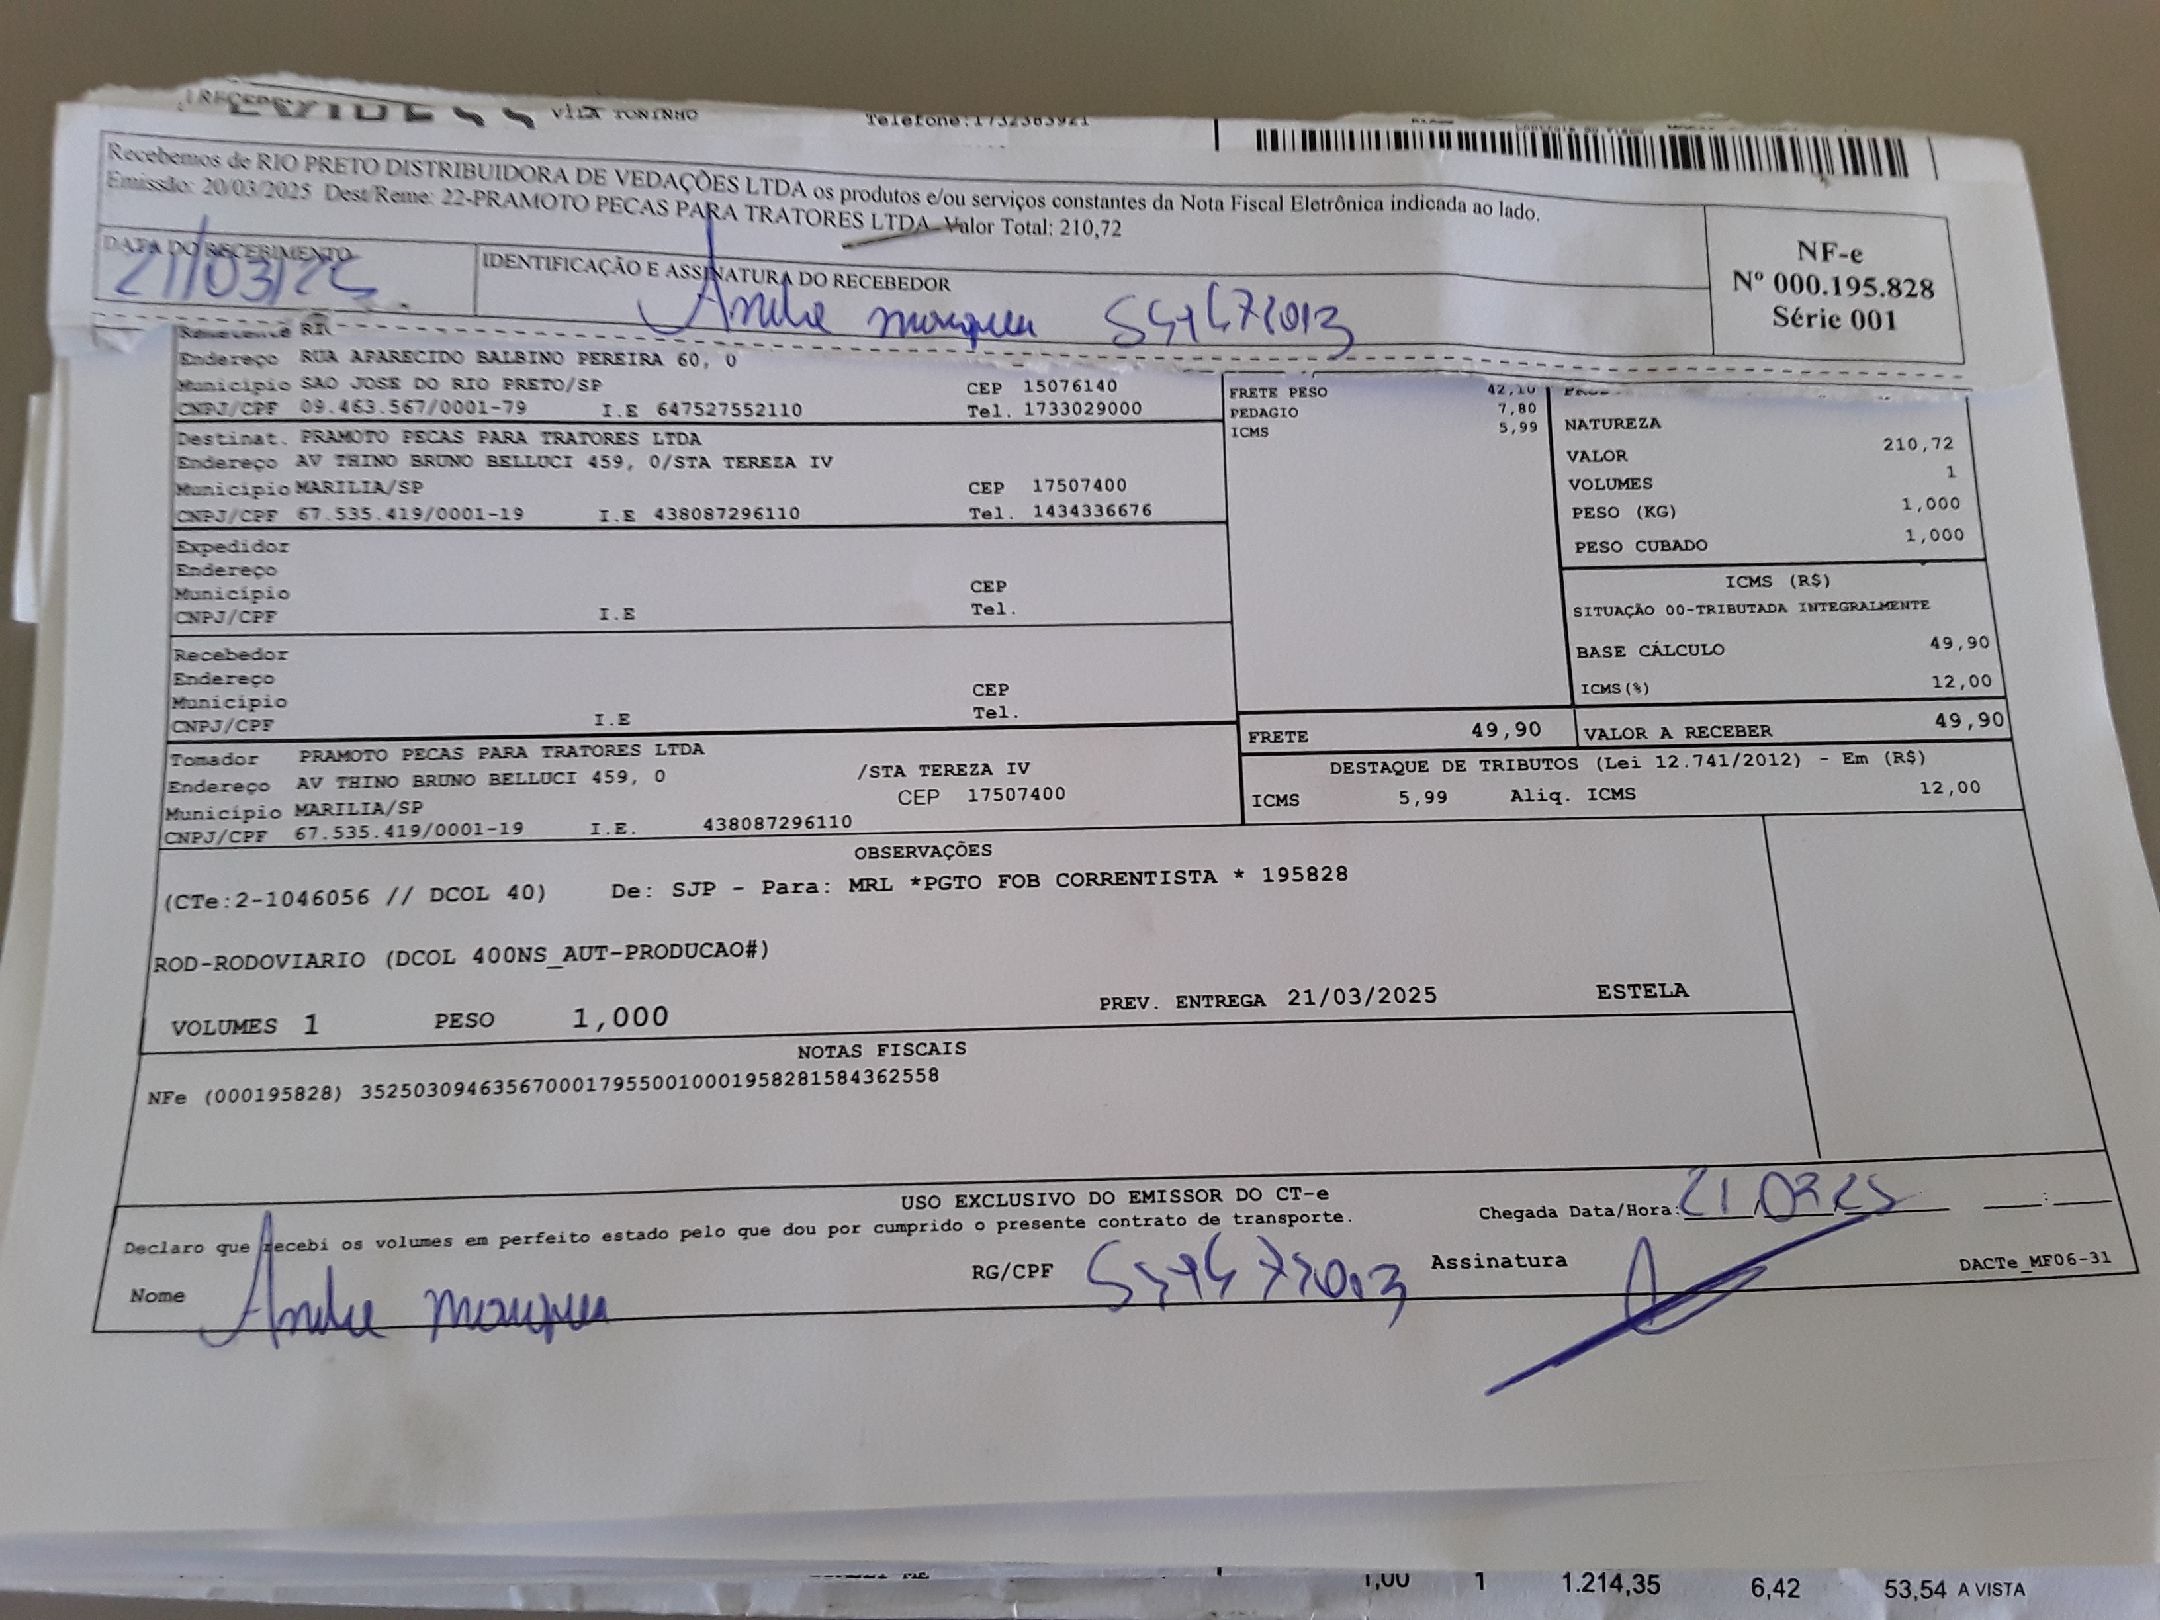 VILA TONINHO
Telefone:1732363921
Recebemos de RIO PRETO DISTRIBUIDORA DE VEDAÇÕES LTDA os produtos e/ou serviços constantes da Nota Fiscal Eletrônica indicada ao lado.
Emissão: 20/03/2025 Dest/Reme: 22-PRAMOTO PECAS PARA TRATORES LTDA Valor Total: 210,72
NF-e
Nº 000.195.828
Série 001
DATA DO RECEBIMENTO
21/03/25
IDENTIFICAÇÃO E ASSINATURA DO RECEBEDOR
Andre marques
Endereço RUA APARECIDO BALBINO PEREIRA 60, 0
Município SAO JOSE DO RIO PRETO/SP CEP 15076140
CNPJ/CPF 09.463.567/0001-79 I.E 647527552110 Tel. 1733029000
Destinat. PRAMOTO PECAS PARA TRATORES LTDA
Endereço AV THINO BRUNO BELLUCI 459, 0/STA TEREZA IV
Município MARILIA/SP CEP 17507400
CNPJ/CPF 67.535.419/0001-19 I.E 438087296110 Tel. 1434336676
Expedidor
Endereço
Município CEP
CNPJ/CPF I.E Tel.
Recebedor
Endereço
Município CEP
CNPJ/CPF I.E Tel.
Tomador PRAMOTO PECAS PARA TRATORES LTDA
Endereço AV THINO BRUNO BELLUCI 459, 0 /STA TEREZA IV
Município MARILIA/SP CEP 17507400
CNPJ/CPF 67.535.419/0001-19 I.E. 438087296110
FRETE PESO 42,10
PEDAGIO 7,80
ICMS 5,99
NATUREZA
VALOR 210,72
VOLUMES 1
PESO (KG) 1,000
PESO CUBADO 1,000
ICMS (R$)
SITUAÇÃO 00-TRIBUTADA INTEGRALMENTE
BASE CÁLCULO 49,90
ICMS(%) 12,00
FRETE 49,90 VALOR A RECEBER 49,90
DESTAQUE DE TRIBUTOS (Lei 12.741/2012) - Em (R$)
ICMS 5,99 Aliq. ICMS 12,00
OBSERVAÇÕES
(CTe:2-1046056 // DCOL 40) De: SJP - Para: MRL *PGTO FOB CORRENTISTA * 195828
ROD-RODOVIARIO (DCOL 400NS_AUT-PRODUCAO#)
VOLUMES 1 PESO 1,000 PREV. ENTREGA 21/03/2025 ESTELA
NOTAS FISCAIS
NFe (000195828) 35250309463567000179550010001958281584362558
USO EXCLUSIVO DO EMISSOR DO CT-e
Declaro que recebi os volumes em perfeito estado pelo que dou por cumprido o presente contrato de transporte.
Chegada Data/Hora: 21 03 25 :
Nome Andre marques RG/CPF Assinatura
DACTe_MF06-31
1,00 1 1.214,35 6,42 53,54 A VISTA